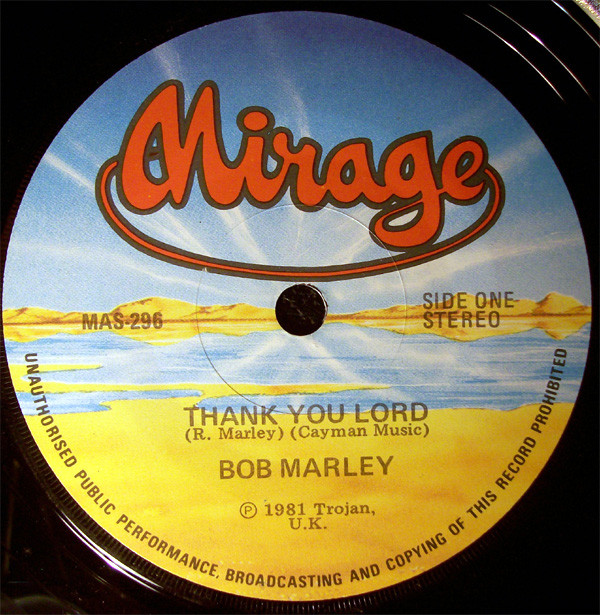 Mirage
MAS-296
SIDE ONE
STEREO
THANK YOU LORD
(R. Marley) (Cayman Music)
BOB MARLEY
℗ 1981 Trojan,
U.K.
UNAUTHORISED PUBLIC PERFORMANCE, BROADCASTING AND COPYING OF THIS RECORD PROHIBITED